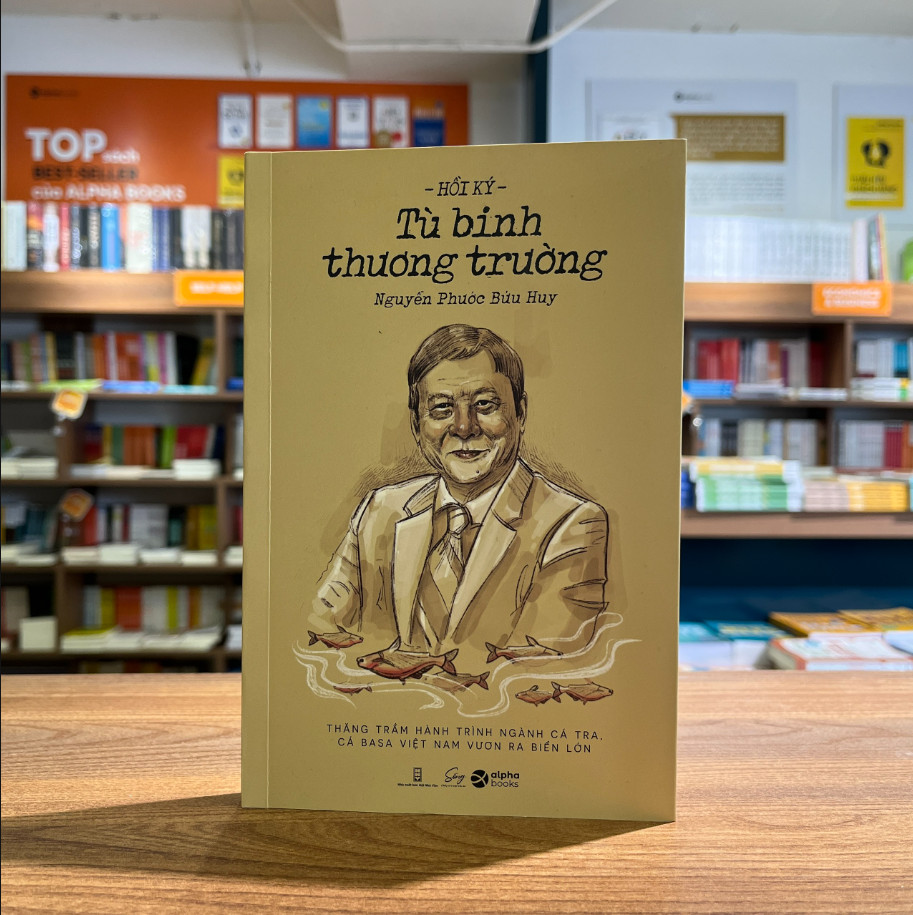 TOP sách
BEST-SELLER
của ALPHA BOOKS
– HỒI KÝ –
Tù binh
thương trường
Nguyễn Phước Bửu Huy
THĂNG TRẦM HÀNH TRÌNH NGÀNH CÁ TRA,
CÁ BASA VIỆT NAM VƯƠN RA BIỂN LỚN
alpha
books